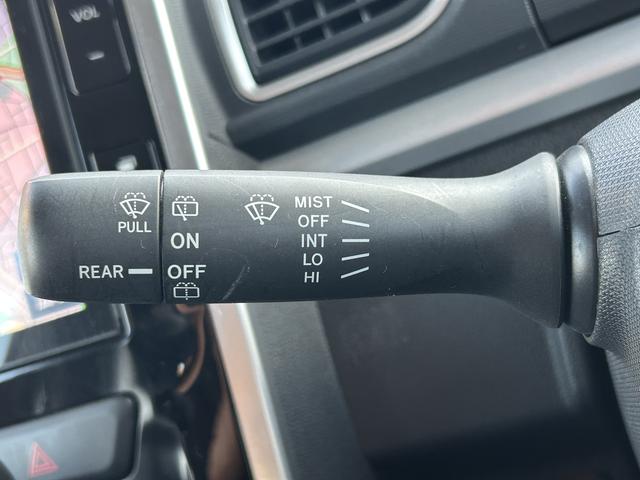 VOL
-
PULL
REAR
ON
OFF
MIST
OFF
INT
LO
HI